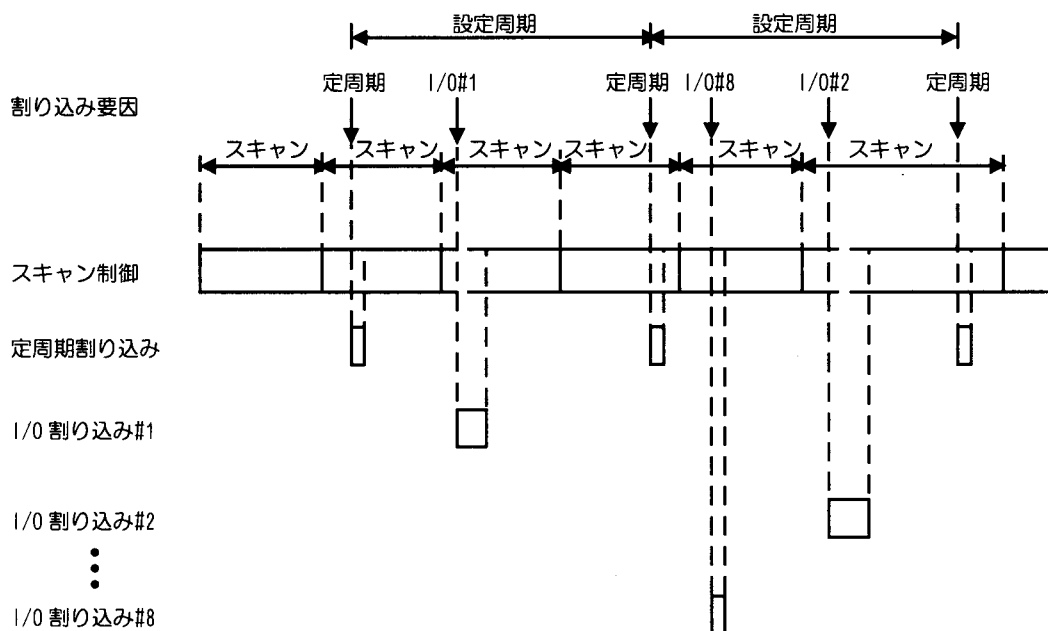 設定周期 設定周期
定周期 I/O#1 定周期 I/O#8 I/O#2 定周期
割り込み要因
スキャン スキャン スキャン スキャン スキャン スキャン
スキャン制御
定周期割り込み
I/O 割り込み#1
I/O 割り込み#2
I/O 割り込み#8